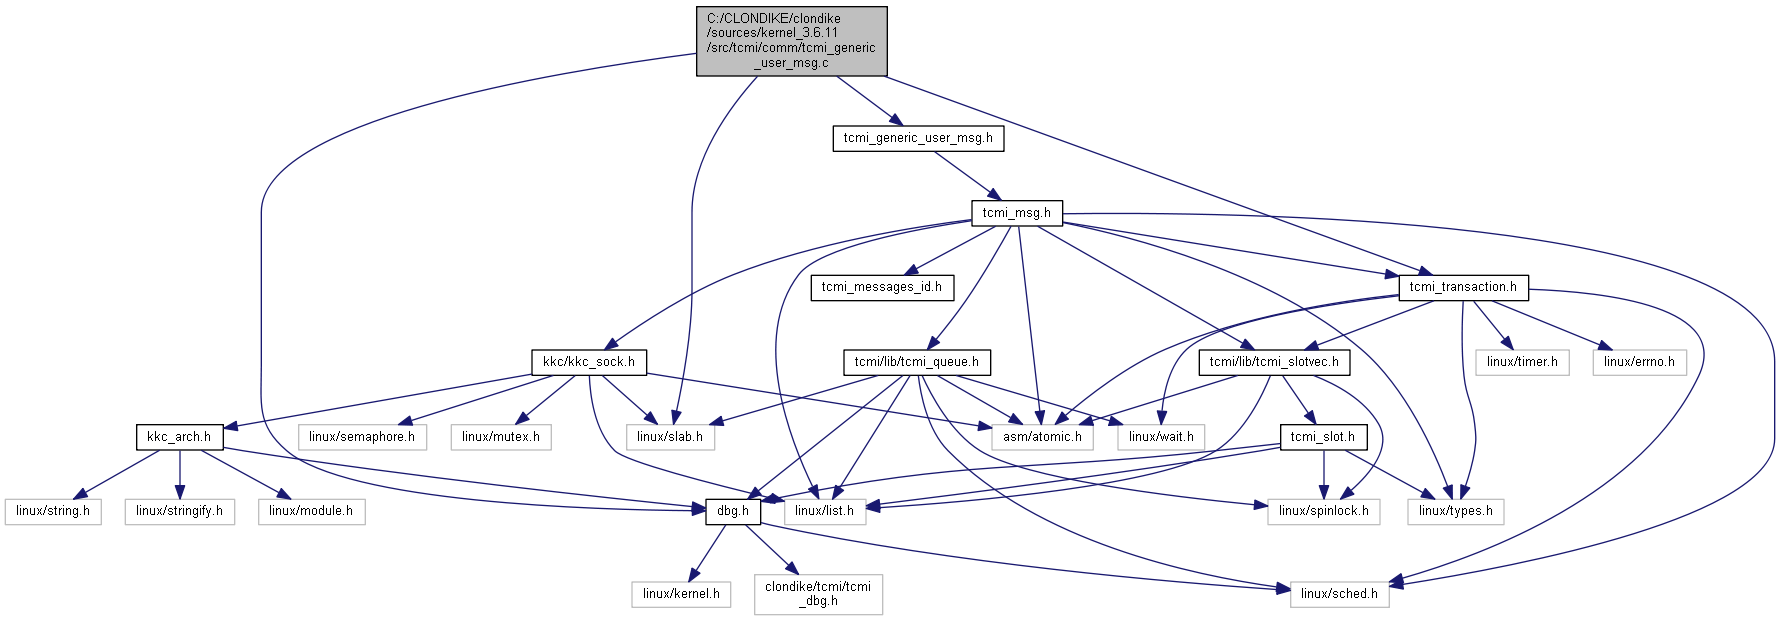 C:/CLONDIKE/clondike
/sources/kernel_3.6.11
/src/tcmi/comm/tcmi_generic
_user_msg.c
tcmi_generic_user_msg.h
tcmi_msg.h
tcmi_messages_id.h
tcmi_transaction.h
kkc/kkc_sock.h
tcmi/lib/tcmi_queue.h
tcmi/lib/tcmi_slotvec.h
linux/timer.h
linux/errno.h
kkc_arch.h
linux/semaphore.h
linux/mutex.h
linux/slab.h
asm/atomic.h
linux/wait.h
tcmi_slot.h
linux/string.h
linux/stringify.h
linux/module.h
dbg.h
linux/list.h
linux/spinlock.h
linux/types.h
linux/kernel.h
clondike/tcmi/tcmi
_dbg.h
linux/sched.h